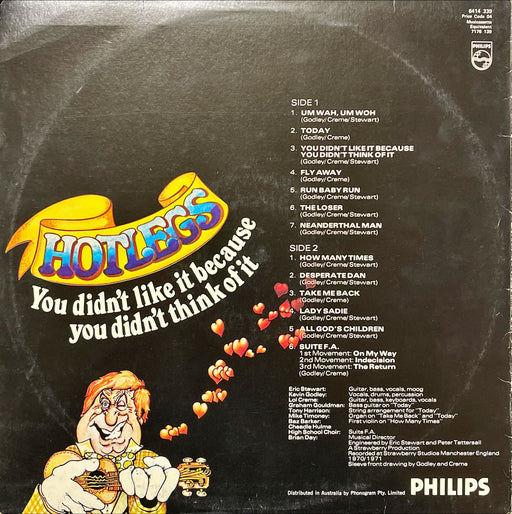 6414 339
Price Code 04
Musicassette
Equivalent
7176 139
PHILIPS
SIDE 1
1. UM WAH, UM WOH
(Godley/Creme/Stewart)
2. TODAY
(Godley/Creme)
3. YOU DIDN'T LIKE IT BECAUSE
YOU DIDN'T THINK OF IT
(Godley/Creme/Stewart)
4. FLY AWAY
(Godley/Creme/Stewart)
5. RUN BABY RUN
(Godley/Creme/Stewart)
6. THE LOSER
(Godley/Creme/Stewart)
7. NEANDERTHAL MAN
(Godley/Creme/Stewart)
SIDE 2
1. HOW MANY TIMES
(Godley/Creme/Stewart)
2. DESPERATE DAN
(Godley/Creme/Stewart)
3. TAKE ME BACK
(Godley/Creme/Stewart)
4. LADY SADIE
(Godley/Creme/Stewart)
5. ALL GOD'S CHILDREN
(Godley/Creme/Stewart)
6. SUITE F.A.
1st Movement: On My Way
2nd Movement: Indecision
3rd Movement: The Return
(Godley/Creme)
HOTLEGS
You didn't like it because
you didn't think of it
Eric Stewart: Guitar, bass, vocals, moog
Kevin Godley: Vocals, drums, percussion
Lol Creme: Guitar, bass, keyboards, vocals
Graham Gouldman: Bass guitar on "Today"
Tony Harrison: String arrangement for "Today"
Mike Timoney: Organ on "Take Me Back" and "Today"
Baz Barker: First violin on "How Many Times"
Cheadle Hulme
High School Choir: Suite F.A.
Brian Day: Musical Director
Engineered by Eric Stewart and Peter Tattersall
A Strawberry Production
Recorded at Strawberry Studios Manchester England
1970/1971
Sleeve front drawing by Godley and Creme
Distributed in Australia by Phonogram Pty. Limited
PHILIPS